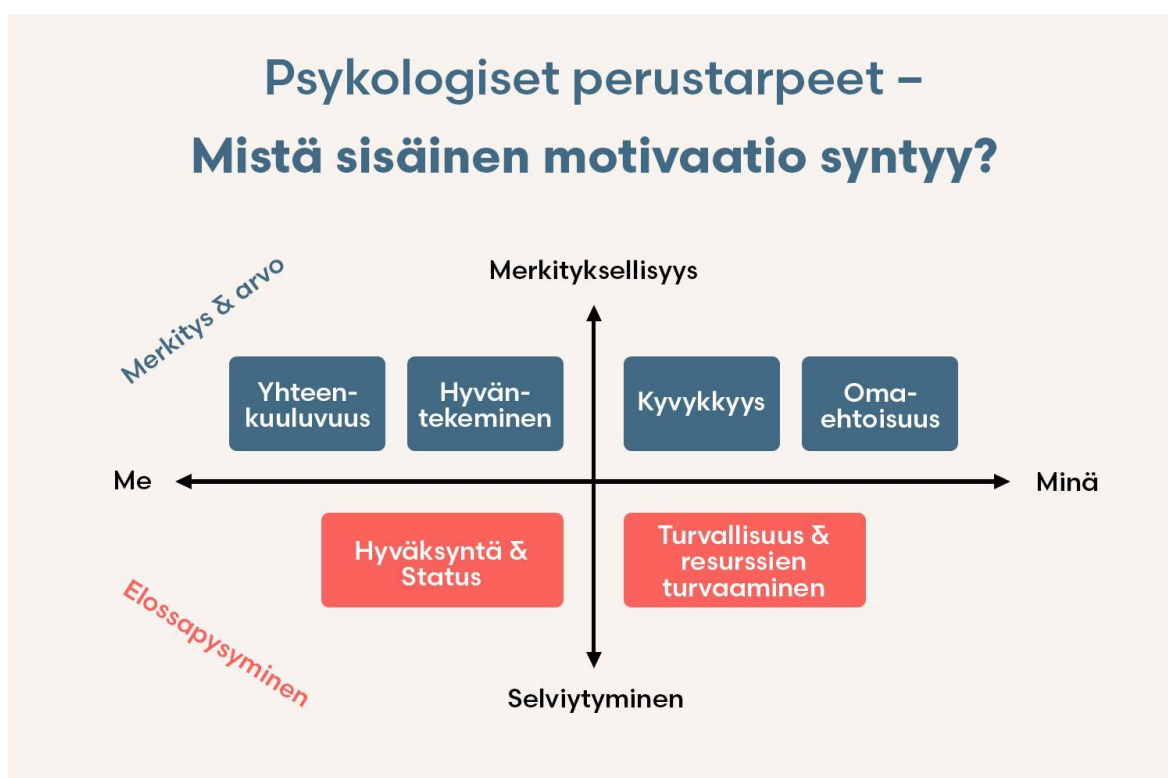 Psykologiset perustarpeet –
Mistä sisäinen motivaatio syntyy?
Merkitys & arvo
Merkityksellisyys
Yhteen-
kuuluvuus
Hyvän-
tekeminen
Kyvykkyys
Oma-
ehtoisuus
Me
Minä
Hyväksyntä &
Status
Turvallisuus &
resurssien
turvaaminen
Elossapysyminen
Selviytyminen